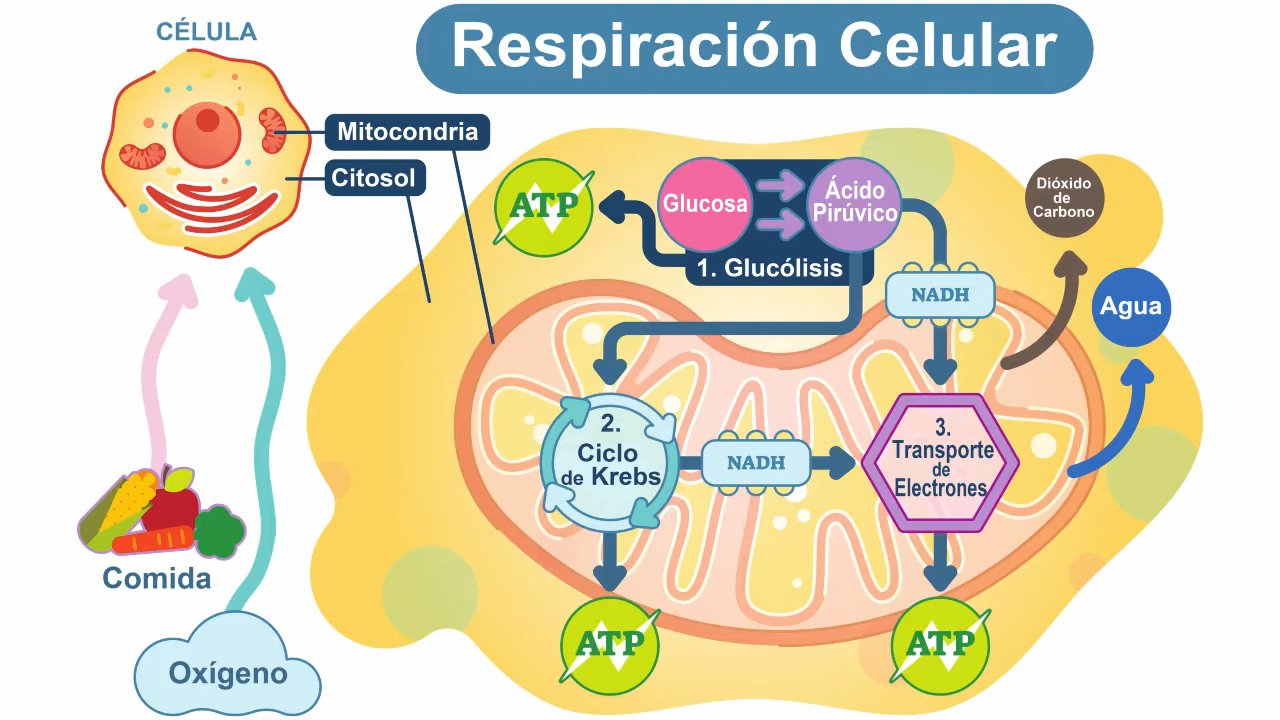 CÉLULA
Respiración Celular
Mitocondria
Citosol
ATP
Glucosa
Ácido
Pirúvico
1. Glucólisis
Dióxido
de
Carbono
NADH
Agua
2.
Ciclo
de Krebs
NADH
3.
Transporte
de
Electrones
Comida
Oxígeno
ATP
ATP